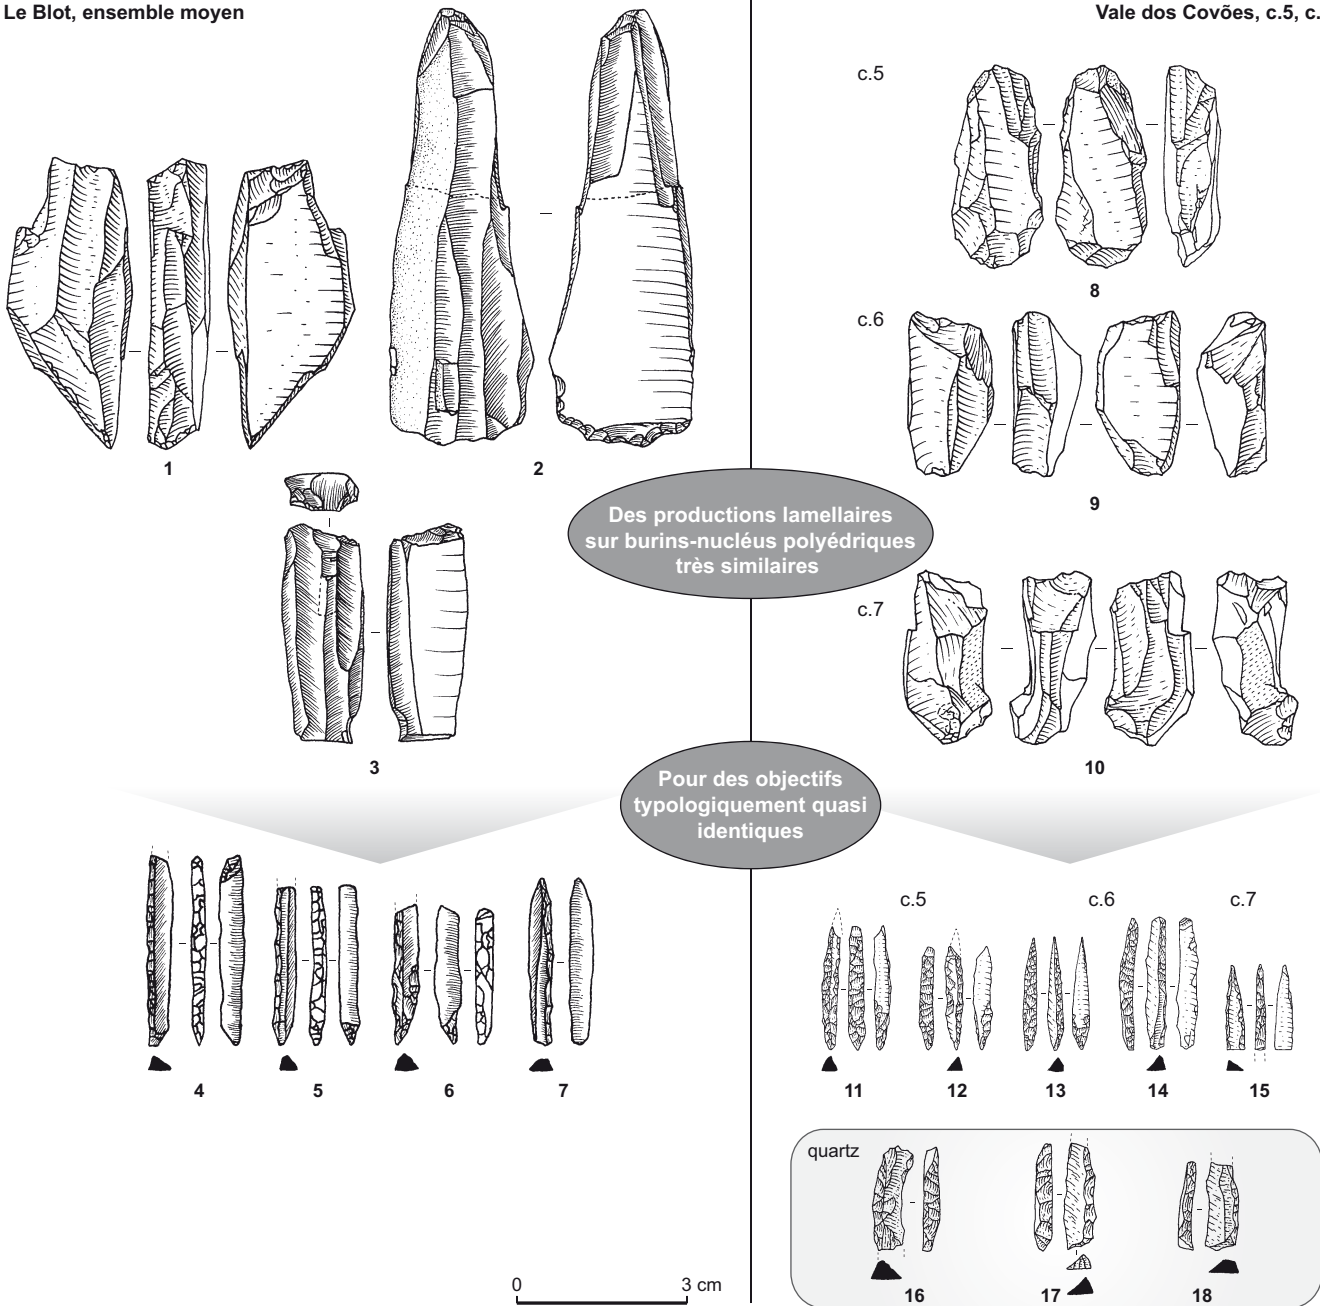 Le Blot, ensemble moyen
Vale dos Covões, c.5, c.
c.5
8
1
2
c.6
9
Des productions lamellaires
sur burins-nucléus polyédriques
très similaires
c.7
3
10
Pour des objectifs
typologiquement quasi
identiques
c.5
c.6
c.7
4
5
6
7
11
12
13
14
15
quartz
16
17
18
0
3 cm